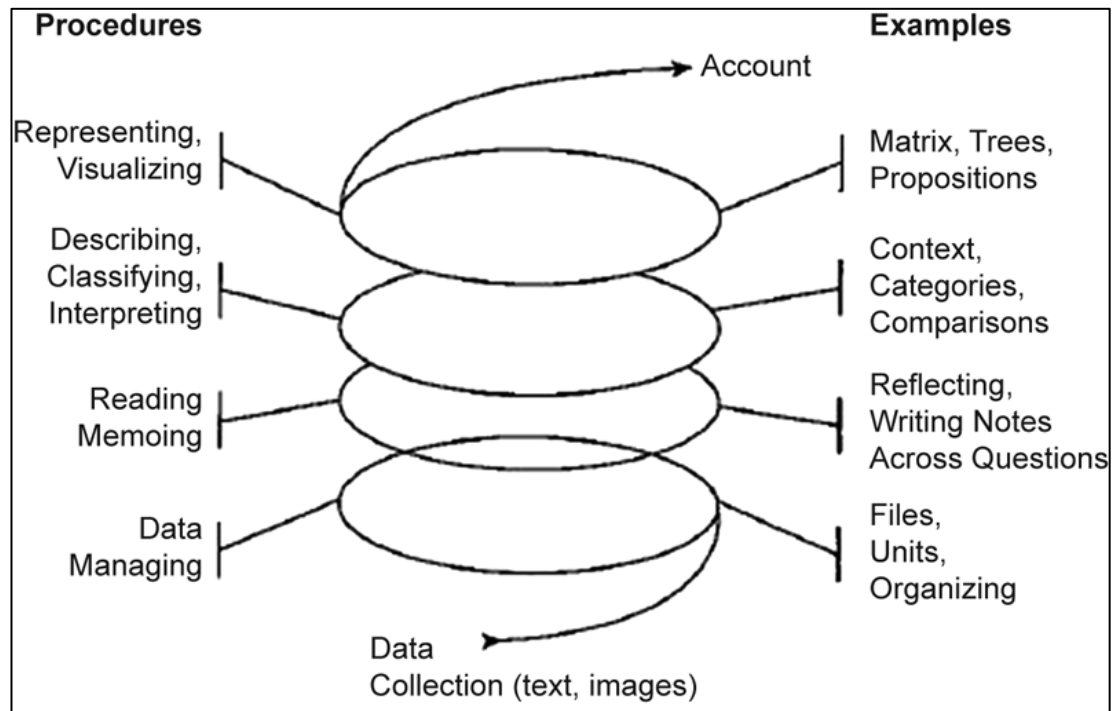 Procedures
Examples
Account
Representing,
Visualizing
Matrix, Trees,
Propositions
Describing,
Classifying,
Interpreting
Context,
Categories,
Comparisons
Reading
Memoing
Reflecting,
Writing Notes
Across Questions
Data
Managing
Files,
Units,
Organizing
Data
Collection (text, images)